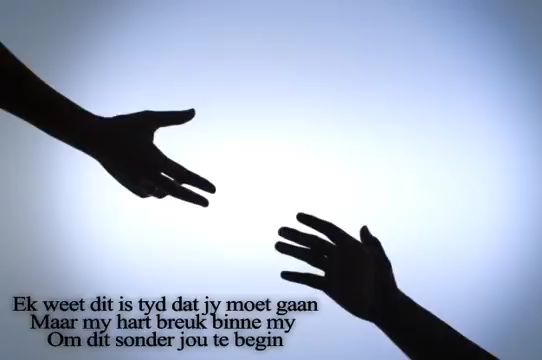 Ek weet dit is tyd dat jy moet gaan
Maar my hart breuk binne my
Om dit sonder jou te begin